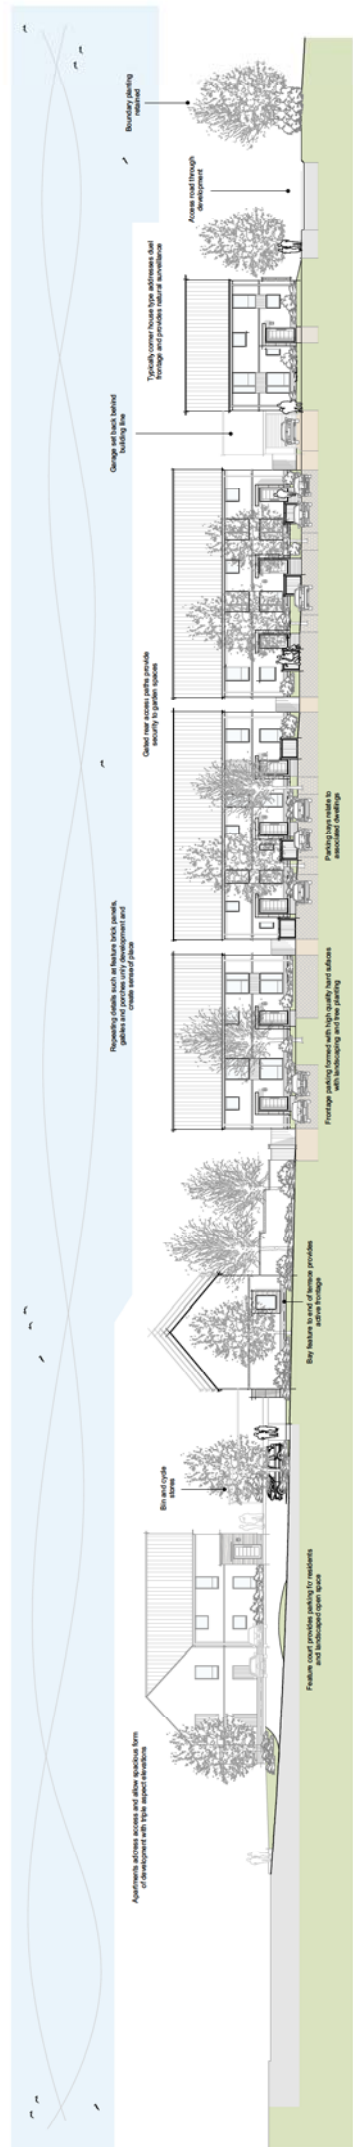 Apartments address access and allow spacious form
of development with triple aspect elevations
Bin and cycle
stores
Feature court provides parking for residents
and landscaped open space
Bay feature to end of terrace provides
active frontage
Repeating details such as feature brick panels,
gables and porches unify development and
create sense of place
Frontage parking formed with high quality hard sufaces
with landscaping and tree planting
Gated rear access paths provide
security to garden spaces
Parking bays relate to
associated dwellings
Garage set back behind
building line
Typically corner house type addresses duel
frontage and provides natural surveillance
Access road through
development
Boundary planting
retained